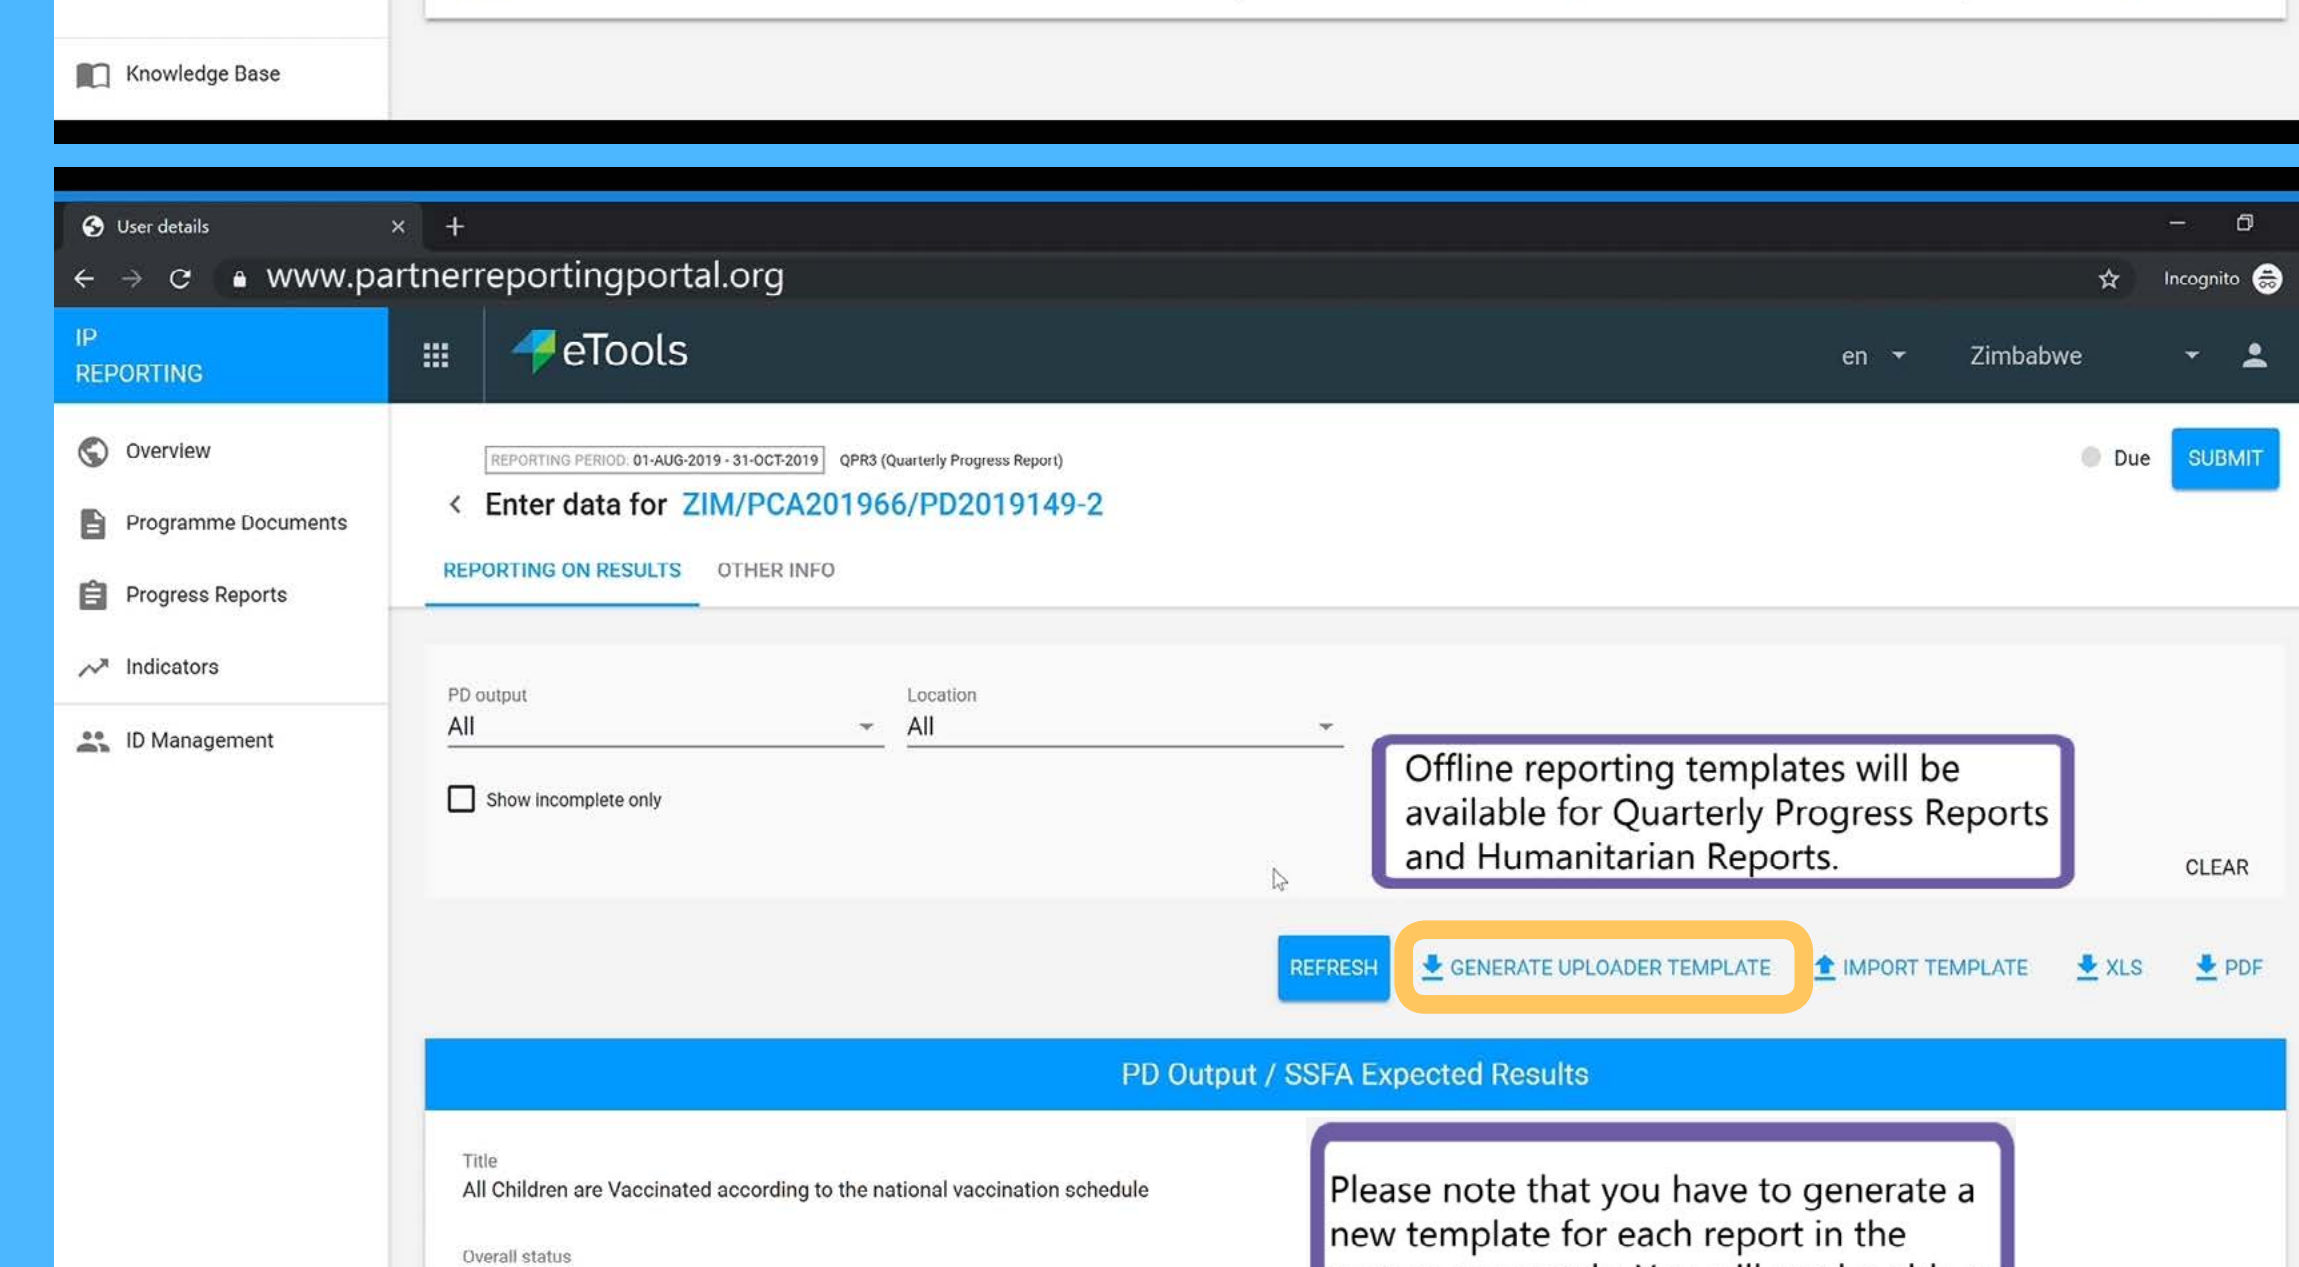 Knowledge Base
User details
www.partnerreportingportal.org
Incognito
IP
REPORTING
eTools
en
Zimbabwe
Overview
Programme Documents
Progress Reports
Indicators
ID Management
REPORTING PERIOD: 01-AUG-2019 - 31-OCT-2019 QPR3 (Quarterly Progress Report)
Due
SUBMIT
Enter data for ZIM/PCA201966/PD2019149-2
REPORTING ON RESULTS OTHER INFO
PD output
All
Location
All
Show incomplete only
Offline reporting templates will be
available for Quarterly Progress Reports
and Humanitarian Reports.
CLEAR
REFRESH GENERATE UPLOADER TEMPLATE IMPORT TEMPLATE XLS PDF
PD Output / SSFA Expected Results
Title
All Children are Vaccinated according to the national vaccination schedule
Overall status
Please note that you have to generate a
new template for each report in the